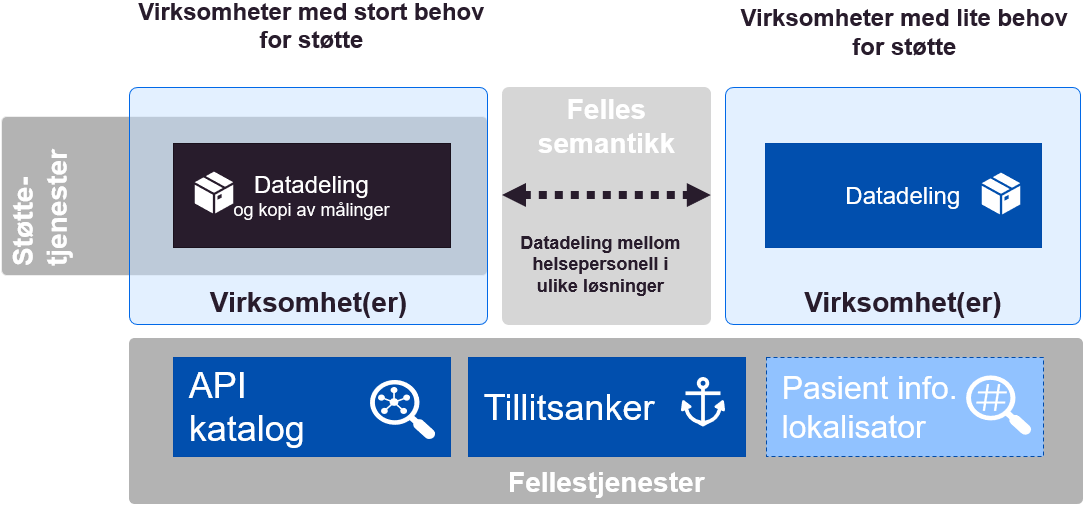 Virksomheter med stort behov
for støtte
Virksomheter med lite behov
for støtte
Støtte-
tjenester
Datadeling
og kopi av målinger
Virksomhet(er)
Felles
semantikk
Datadeling mellom
helsepersonell i
ulike løsninger
Datadeling
Virksomhet(er)
API
katalog
Tillitsanker
Pasient info.
lokalisator
Fellestjenester